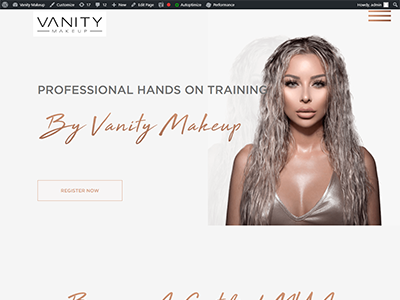 Vanity Makeup Customize 17 12 New Edit Page Autoptimize Performance Howdy, admin
VANITY
MAKEUP
PROFESSIONAL HANDS ON TRAINING
By Vanity Makeup
REGISTER NOW